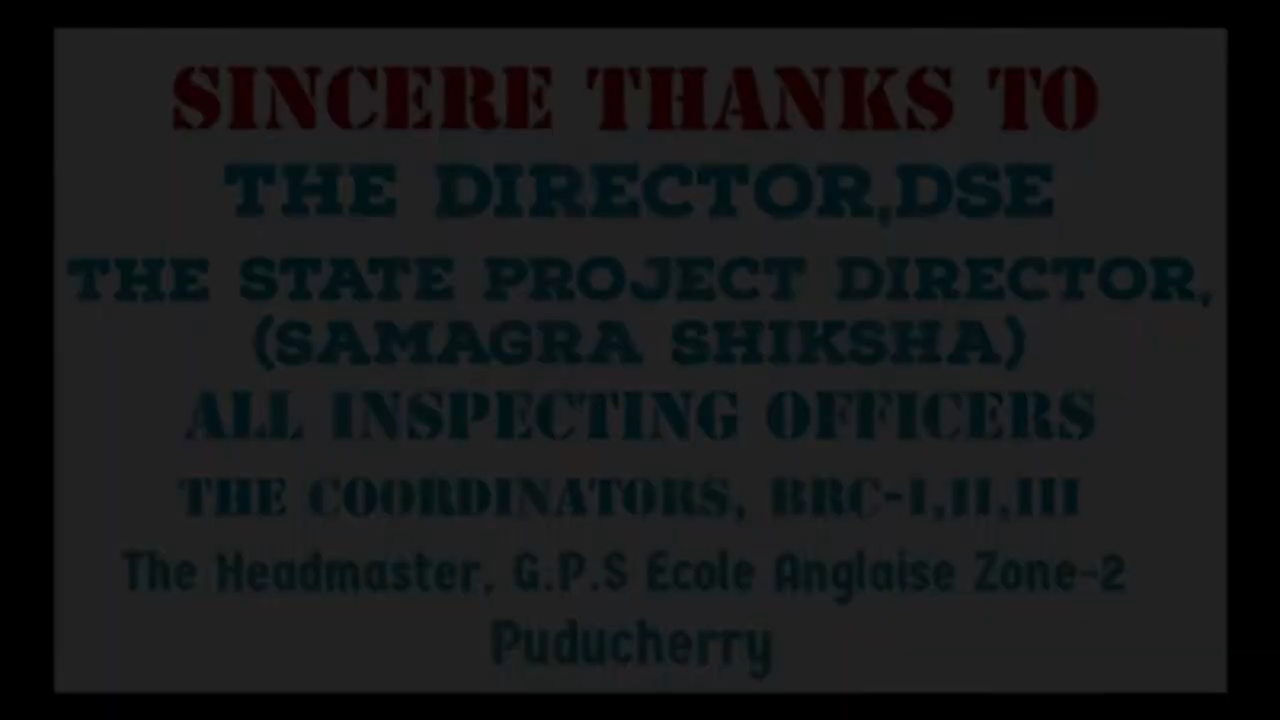 SINCERE THANKS TO
THE DIRECTOR,DSE
THE STATE PROJECT DIRECTOR,
(SAMAGRA SHIKSHA)
ALL INSPECTING OFFICERS
THE COORDINATORS, BRC-I,II,III
The Headmaster, G.P.S Ecole Anglaise Zone-2
Puducherry